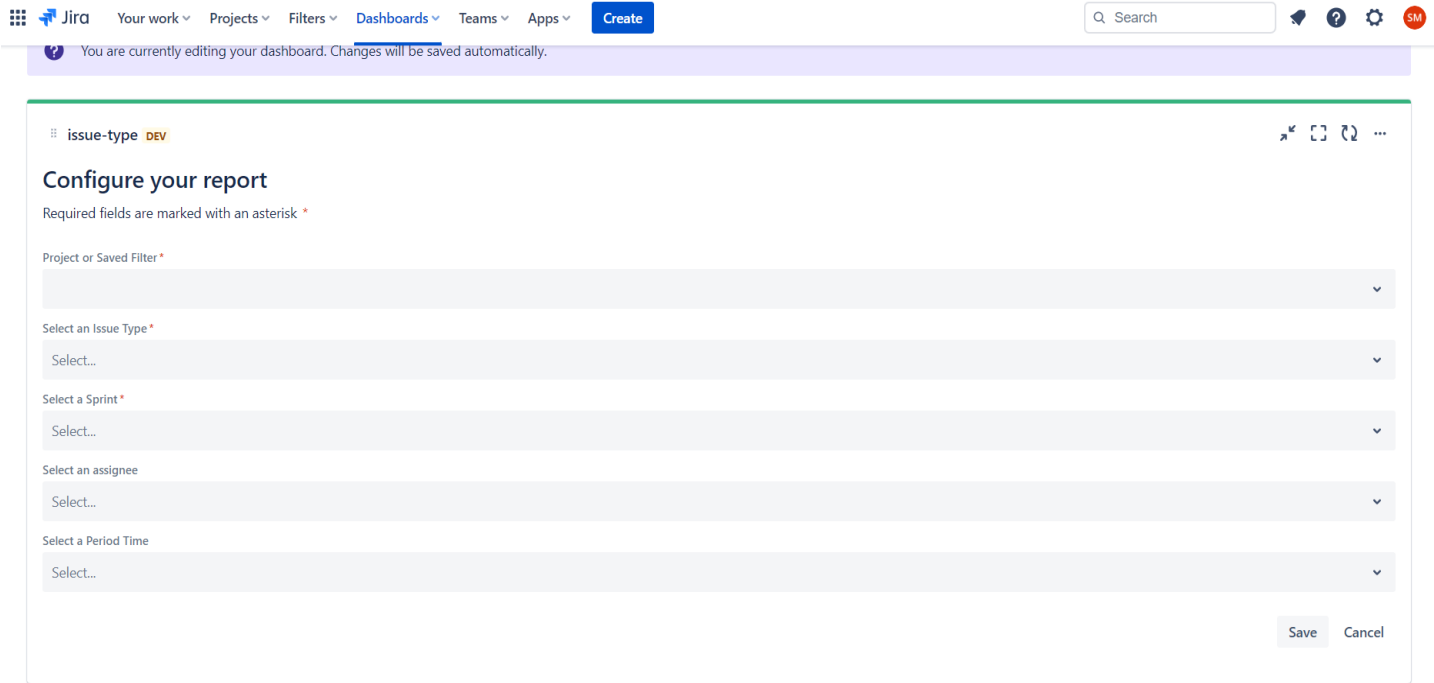 Jira Your work Projects Filters Dashboards Teams Apps Create Search SM
You are currently editing your dashboard. Changes will be saved automatically.
issue-type DEV
Configure your report
Required fields are marked with an asterisk *
Project or Saved Filter*
Select an Issue Type*
Select...
Select a Sprint*
Select...
Select an assignee
Select...
Select a Period Time
Select...
Save Cancel